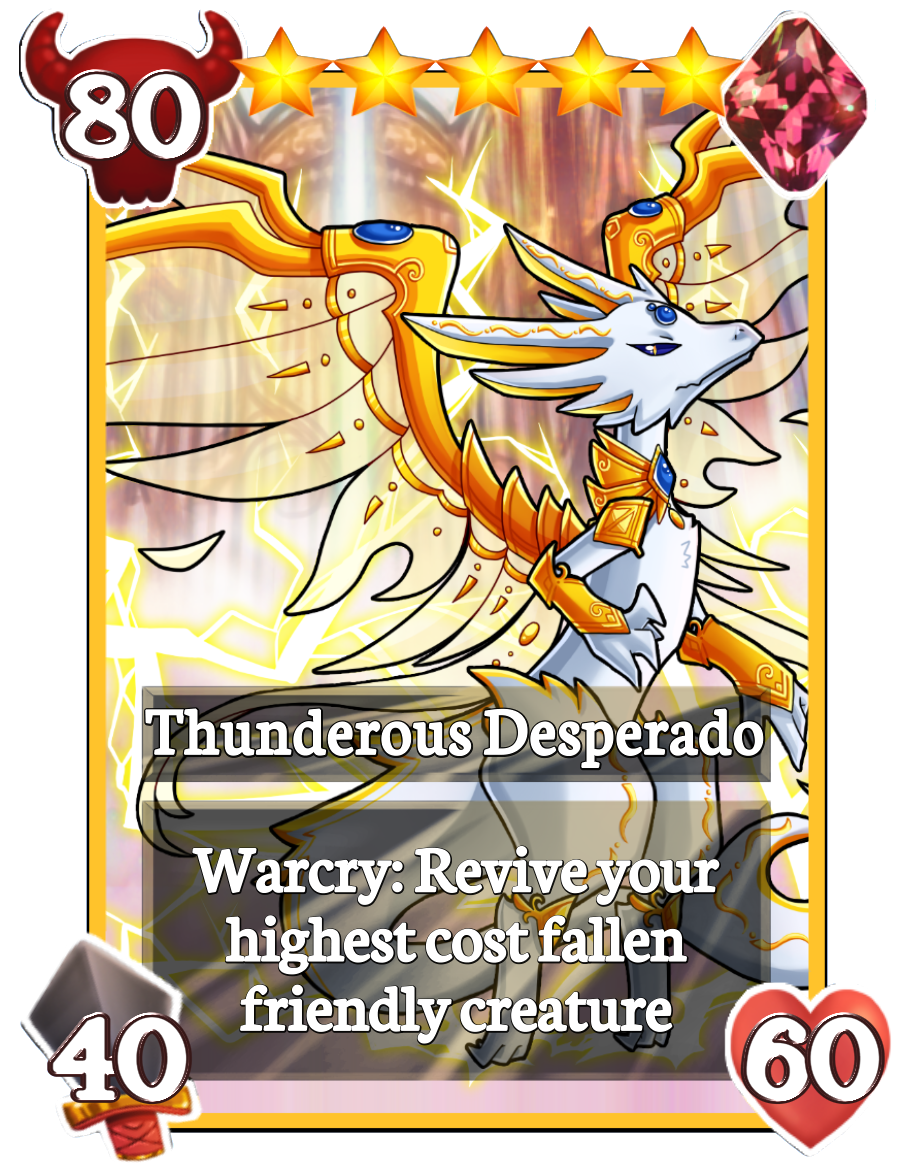 80
Thunderous Desperado
Warcry: Revive your
highest cost fallen
friendly creature
40
60